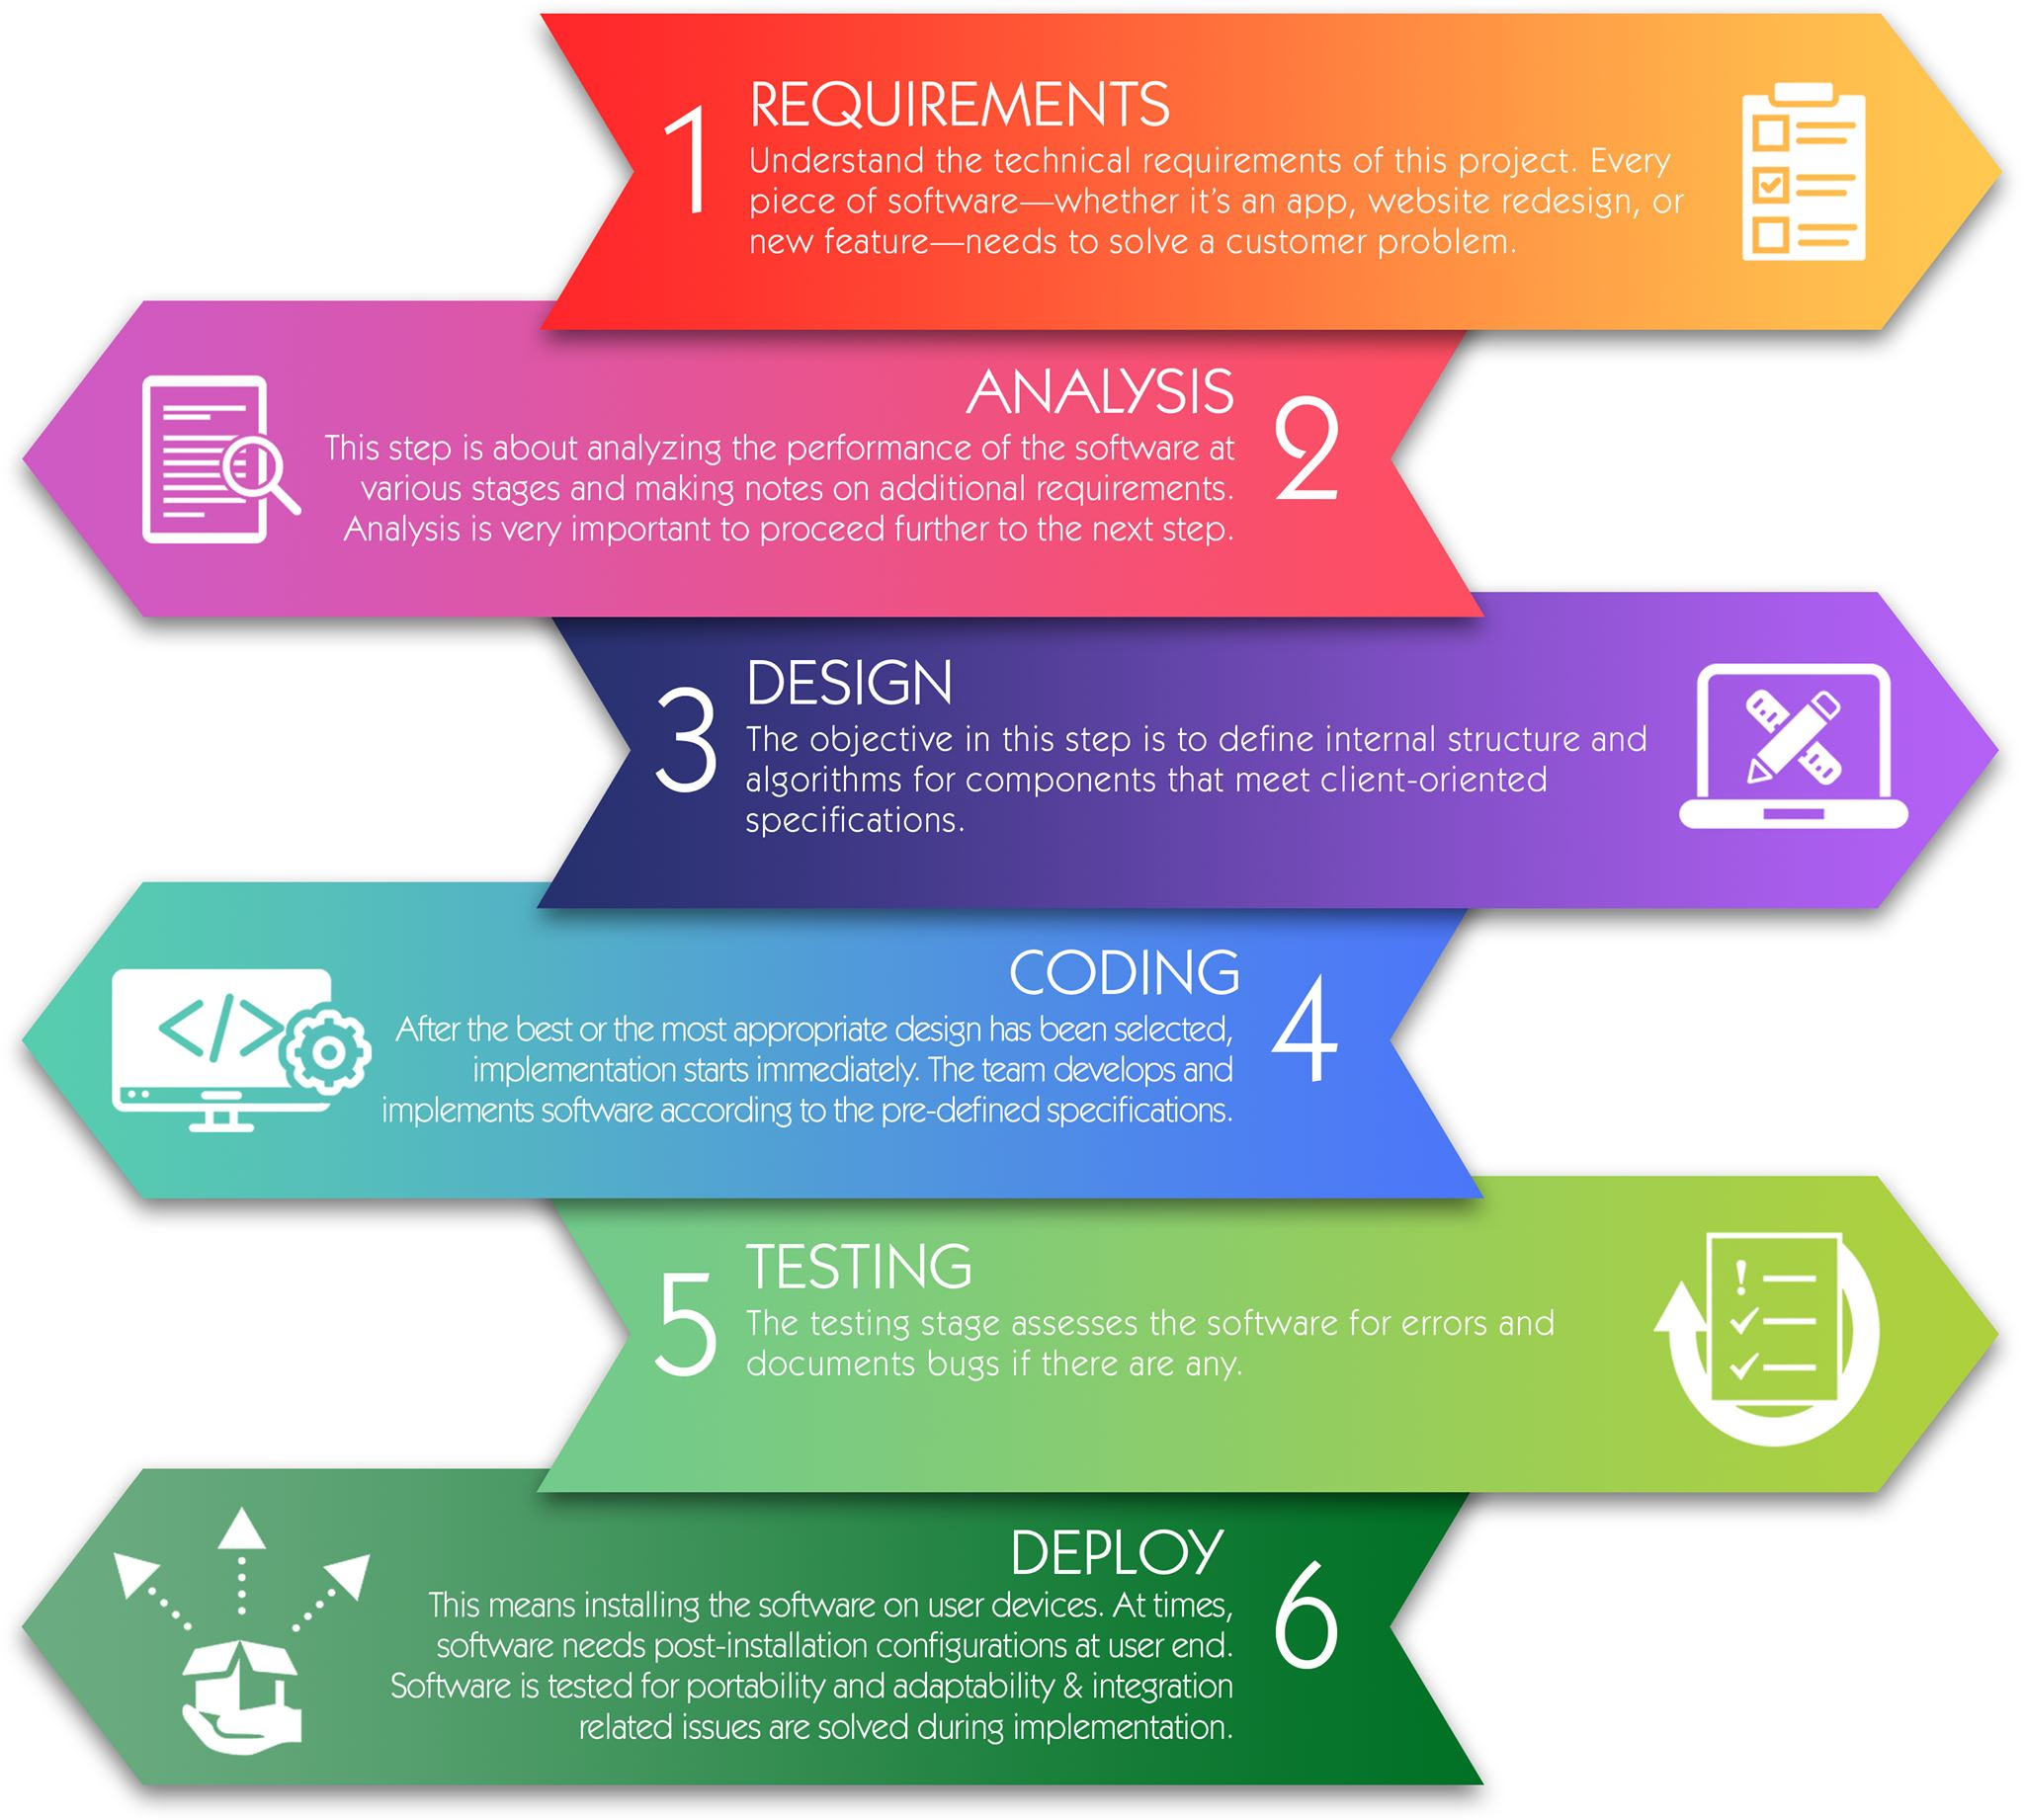 1
REQUIREMENTS
Understand the technical requirements of this project. Every
piece of software—whether it's an app, website redesign, or
new feature—needs to solve a customer problem.
ANALYSIS
2
This step is about analyzing the performance of the software at
various stages and making notes on additional requirements.
Analysis is very important to proceed further to the next step.
3
DESIGN
The objective in this step is to define internal structure and
algorithms for components that meet client-oriented
specifications.
CODING
4
After the best or the most appropriate design has been selected,
implementation starts immediately. The team develops and
implements software according to the pre-defined specifications.
</>
5
TESTING
The testing stage assesses the software for errors and
documents bugs if there are any.
!
DEPLOY
6
This means installing the software on user devices. At times,
software needs post-installation configurations at user end.
Software is tested for portability and adaptability & integration
related issues are solved during implementation.